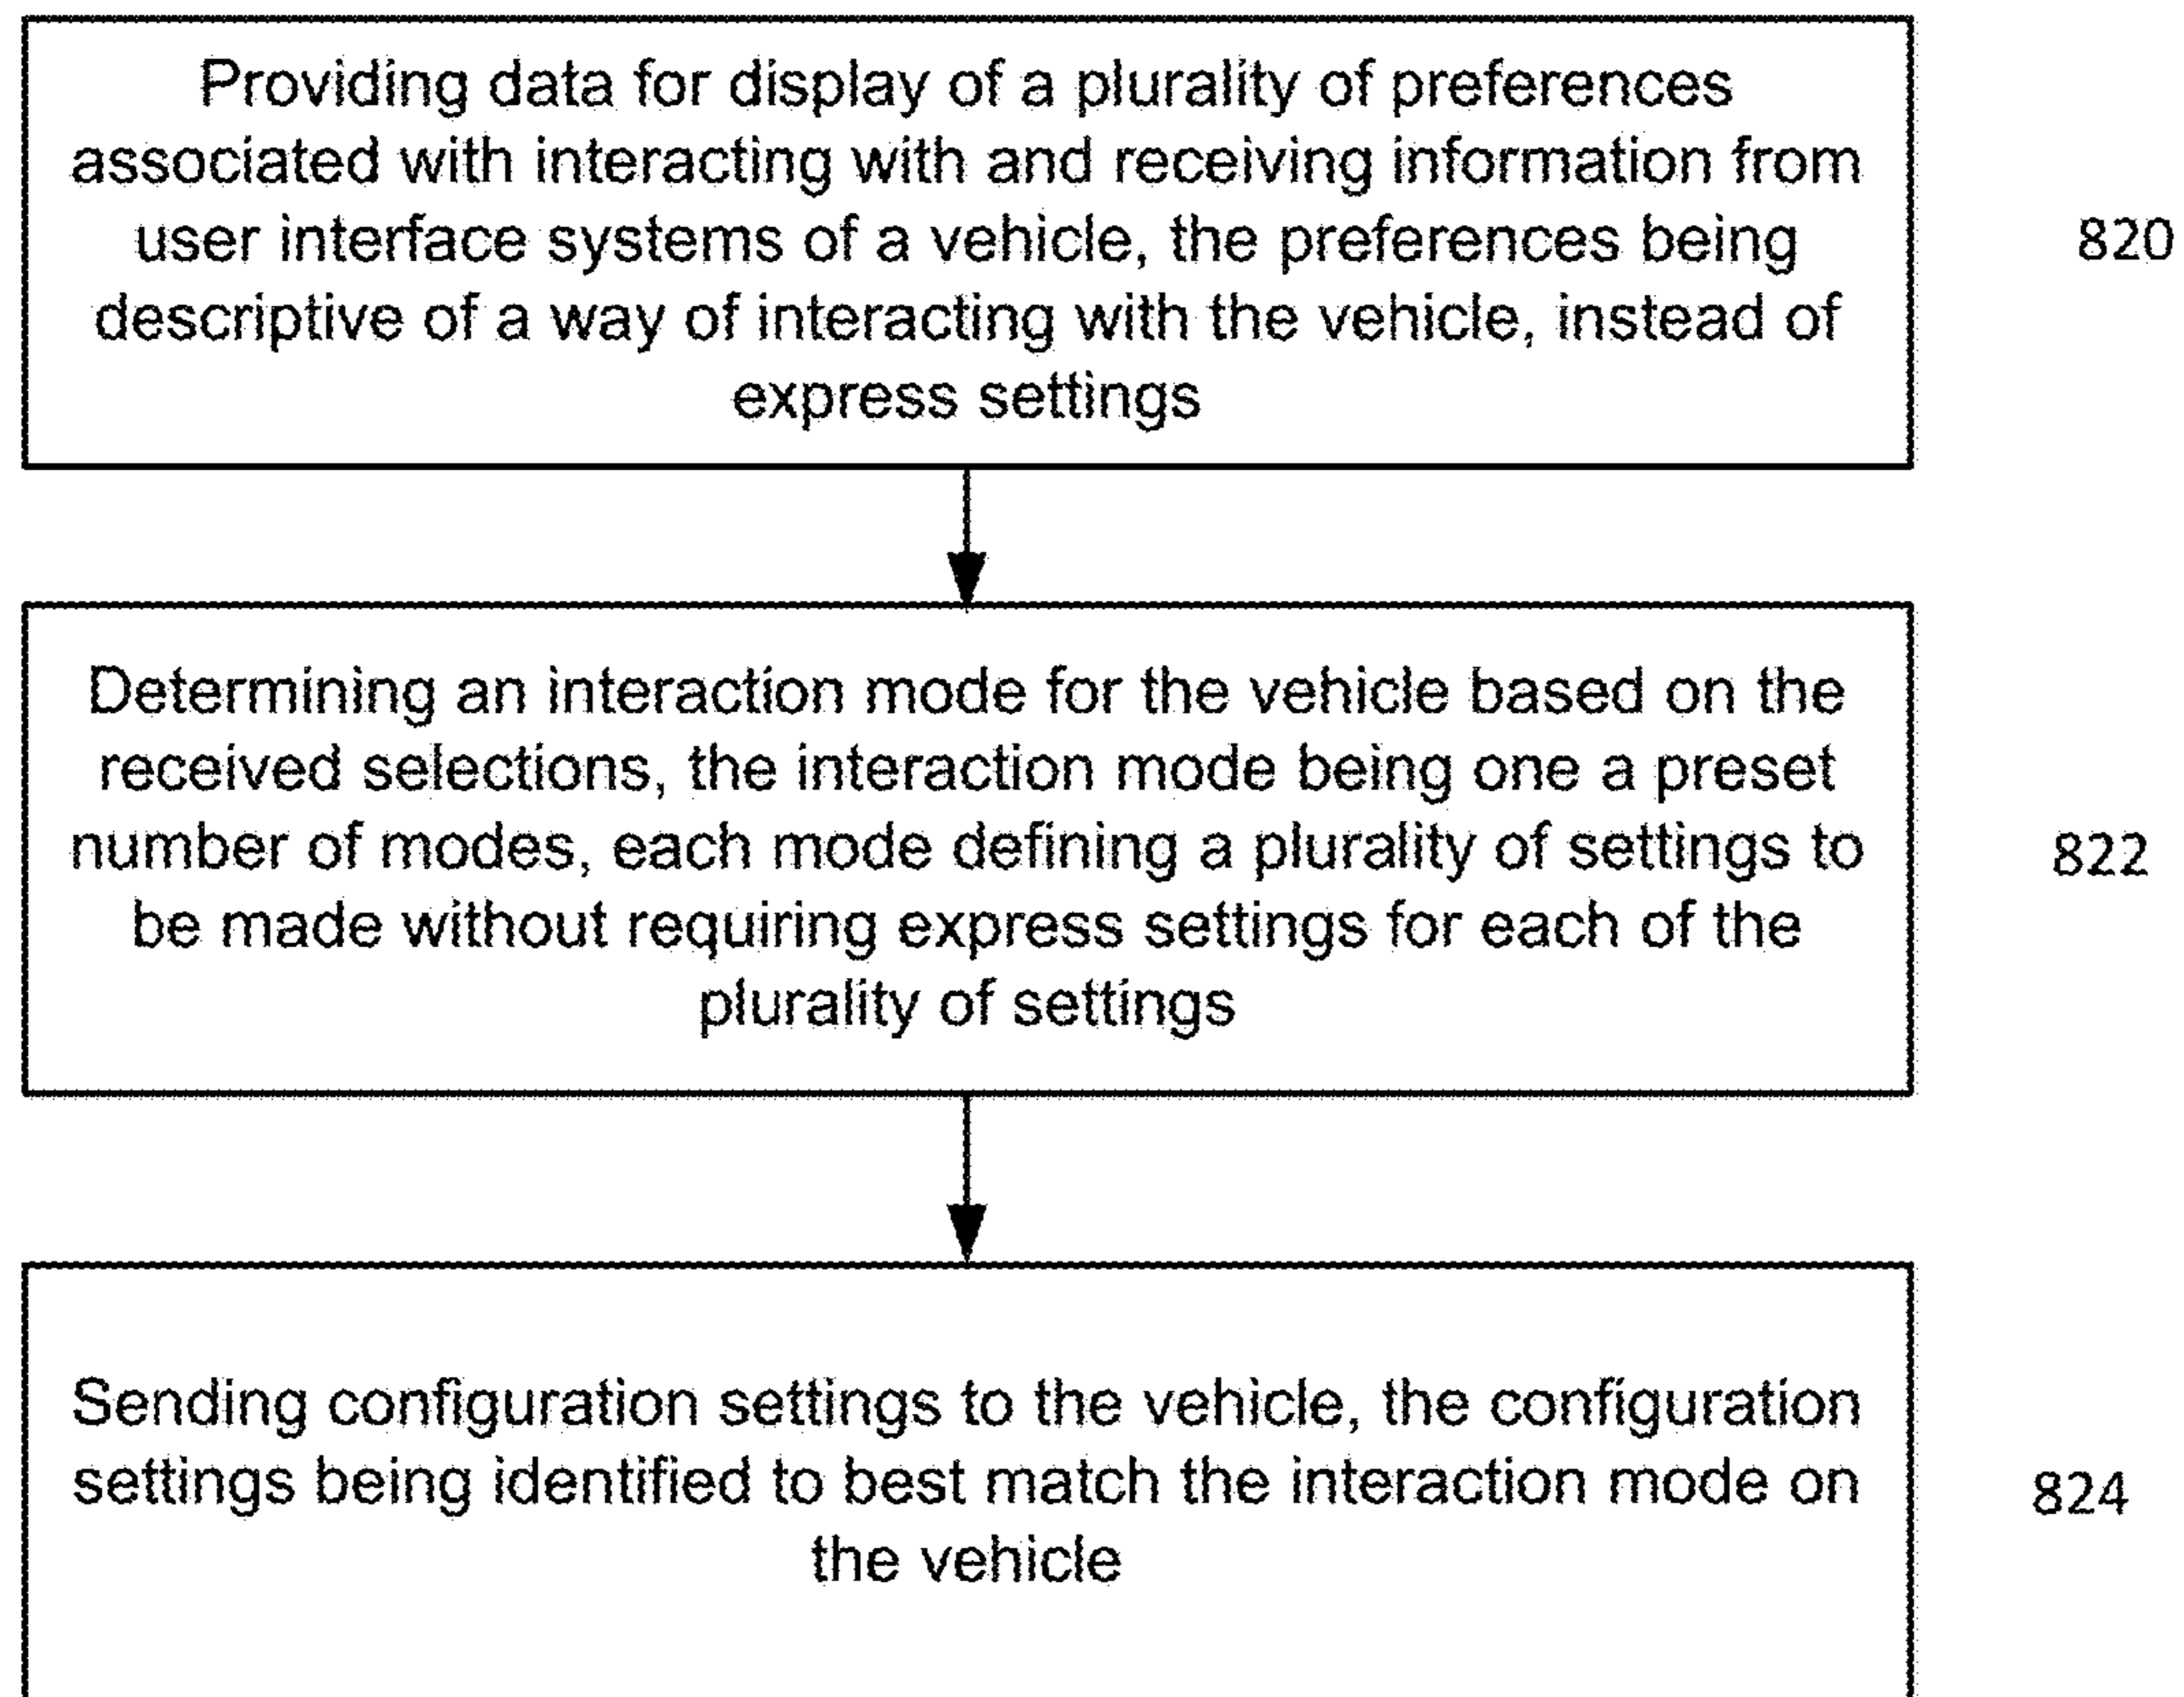 Providing data for display of a plurality of preferences
associated with interacting with and receiving information from
user interface systems of a vehicle, the preferences being
descriptive of a way of interacting with the vehicle, instead of
express settings
820
Determining an interaction mode for the vehicle based on the
received selections, the interaction mode being one a preset
number of modes, each mode defining a plurality of settings to
be made without requiring express settings for each of the
plurality of settings
822
Sending configuration settings to the vehicle, the configuration
settings being identified to best match the interaction mode on
the vehicle
824